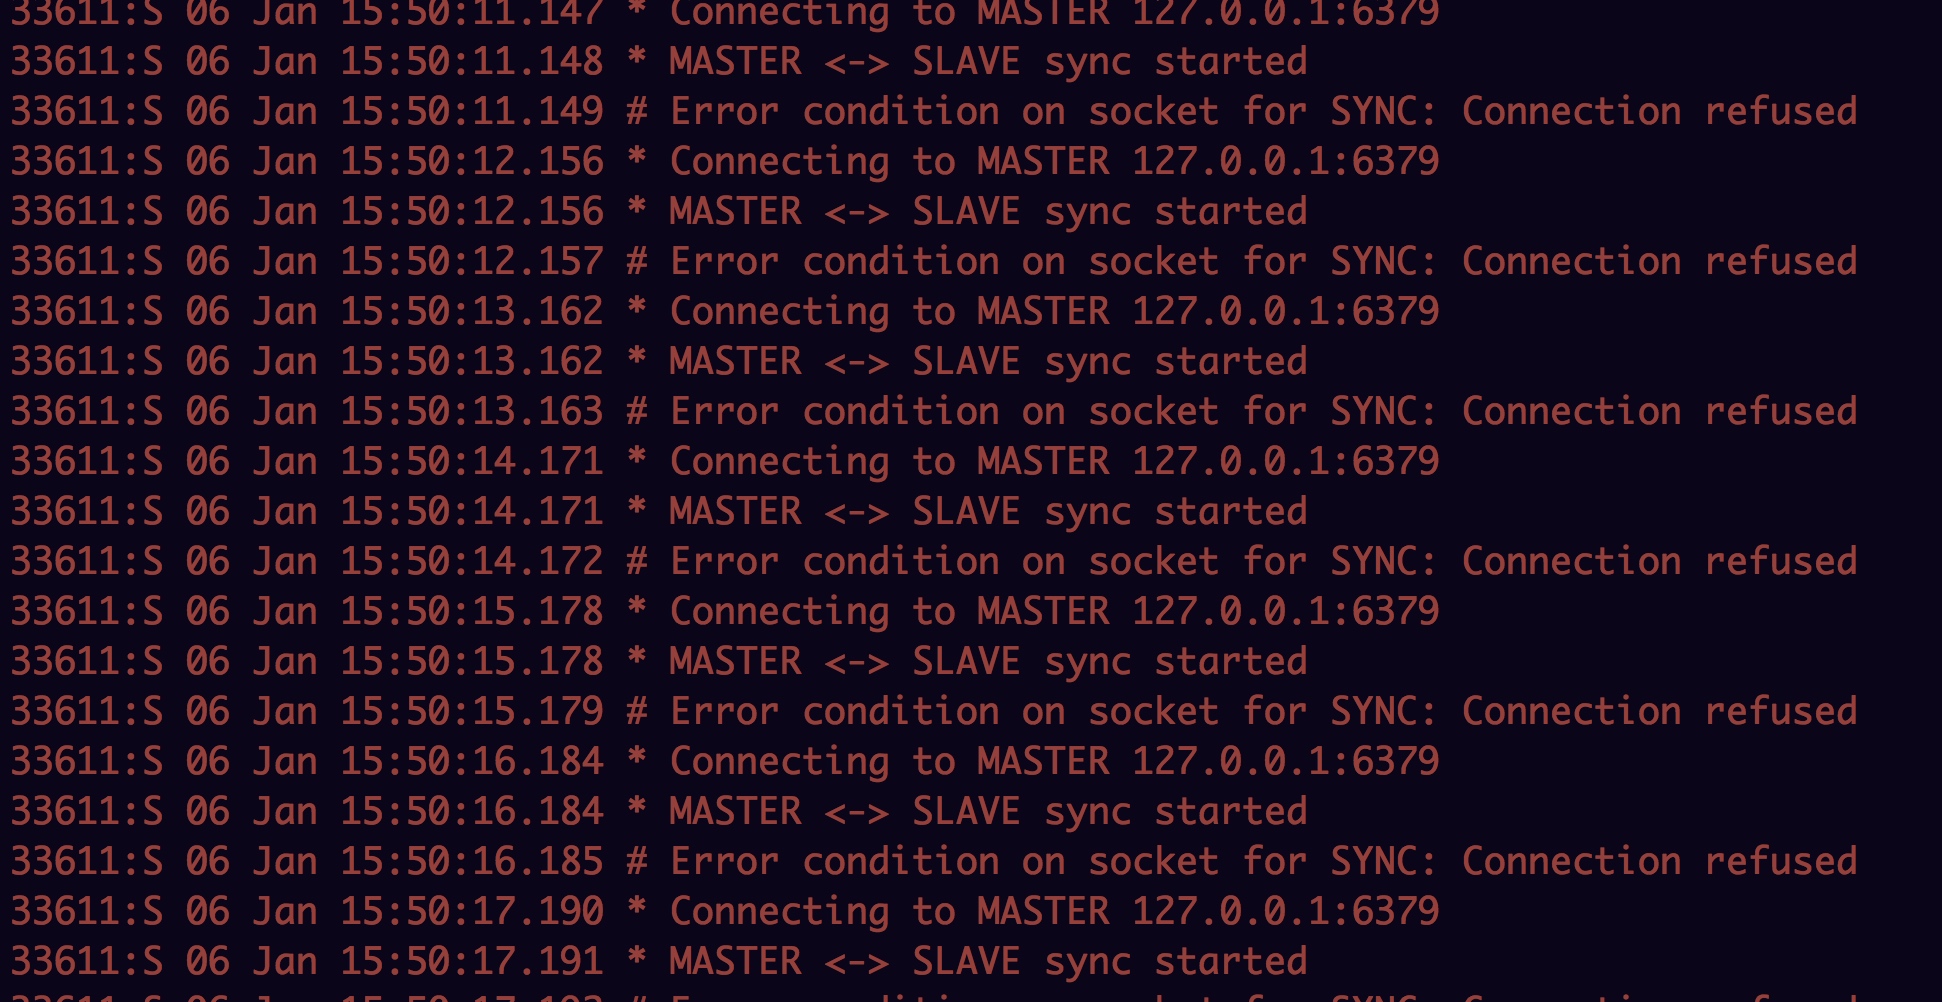 33611:S 06 Jan 15:50:11.147 * Connecting to MASTER 127.0.0.1:6379
33611:S 06 Jan 15:50:11.148 * MASTER <-> SLAVE sync started
33611:S 06 Jan 15:50:11.149 # Error condition on socket for SYNC: Connection refused
33611:S 06 Jan 15:50:12.156 * Connecting to MASTER 127.0.0.1:6379
33611:S 06 Jan 15:50:12.156 * MASTER <-> SLAVE sync started
33611:S 06 Jan 15:50:12.157 # Error condition on socket for SYNC: Connection refused
33611:S 06 Jan 15:50:13.162 * Connecting to MASTER 127.0.0.1:6379
33611:S 06 Jan 15:50:13.162 * MASTER <-> SLAVE sync started
33611:S 06 Jan 15:50:13.163 # Error condition on socket for SYNC: Connection refused
33611:S 06 Jan 15:50:14.171 * Connecting to MASTER 127.0.0.1:6379
33611:S 06 Jan 15:50:14.171 * MASTER <-> SLAVE sync started
33611:S 06 Jan 15:50:14.172 # Error condition on socket for SYNC: Connection refused
33611:S 06 Jan 15:50:15.178 * Connecting to MASTER 127.0.0.1:6379
33611:S 06 Jan 15:50:15.178 * MASTER <-> SLAVE sync started
33611:S 06 Jan 15:50:15.179 # Error condition on socket for SYNC: Connection refused
33611:S 06 Jan 15:50:16.184 * Connecting to MASTER 127.0.0.1:6379
33611:S 06 Jan 15:50:16.184 * MASTER <-> SLAVE sync started
33611:S 06 Jan 15:50:16.185 # Error condition on socket for SYNC: Connection refused
33611:S 06 Jan 15:50:17.190 * Connecting to MASTER 127.0.0.1:6379
33611:S 06 Jan 15:50:17.191 * MASTER <-> SLAVE sync started